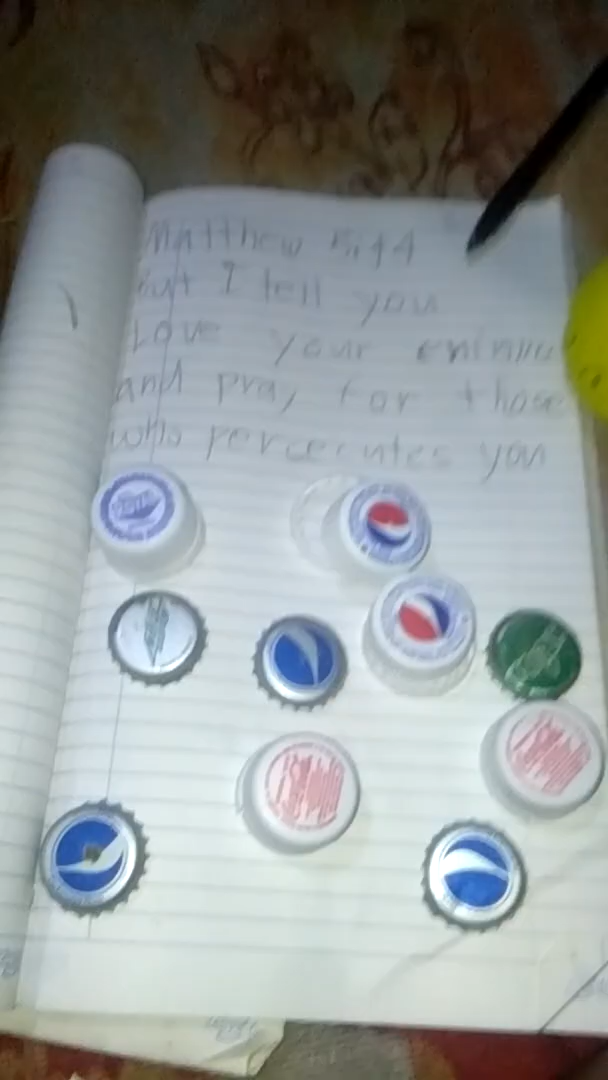 Matthew 5:44
But I tell you
Love your enimie
and pray for those
who percecutes you